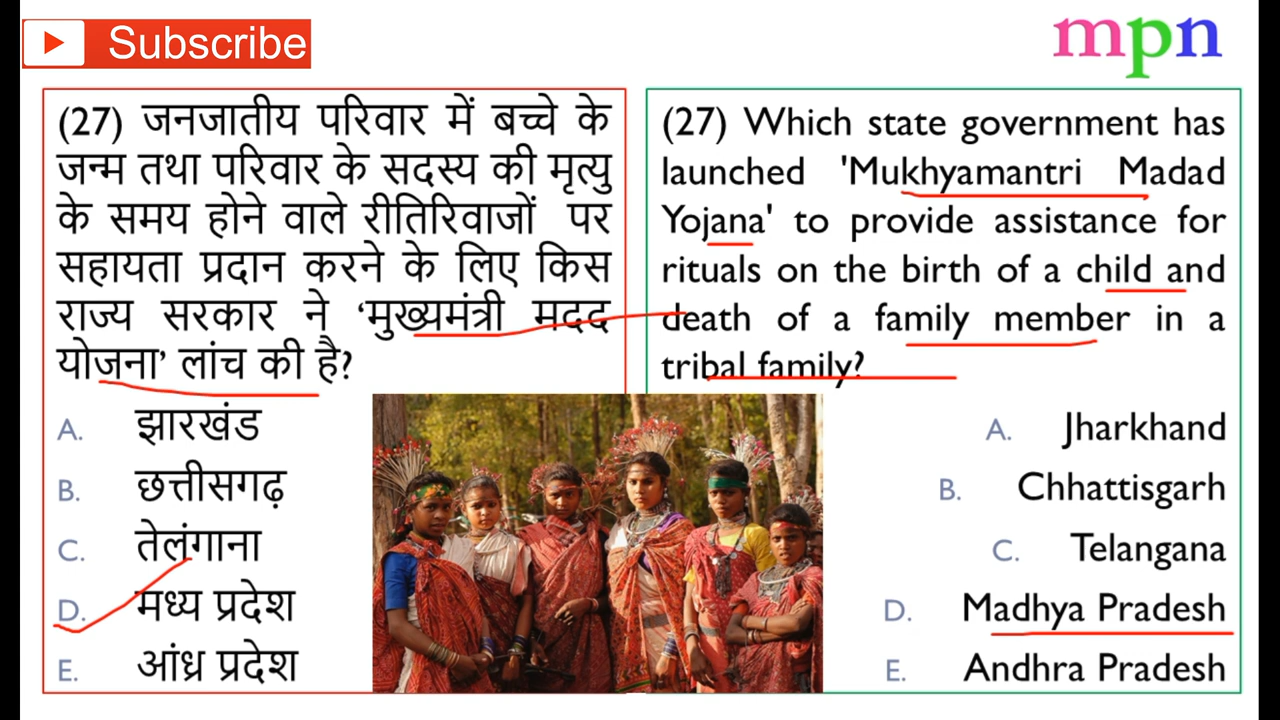 Subscribe
mpn
(27) जनजातीय परिवार में बच्चे के
जन्म तथा परिवार के सदस्य की मृत्यु
के समय होने वाले रीतिरिवाजों पर
सहायता प्रदान करने के लिए किस
राज्य सरकार ने ‘मुख्यमंत्री मदद
योजना’ लांच की है?
A. झारखंड
B. छत्तीसगढ़
C. तेलंगाना
D. मध्य प्रदेश
E. आंध्र प्रदेश
(27) Which state government has
launched 'Mukhyamantri Madad
Yojana' to provide assistance for
rituals on the birth of a child and
death of a family member in a
tribal family?
A. Jharkhand
B. Chhattisgarh
C. Telangana
D. Madhya Pradesh
E. Andhra Pradesh